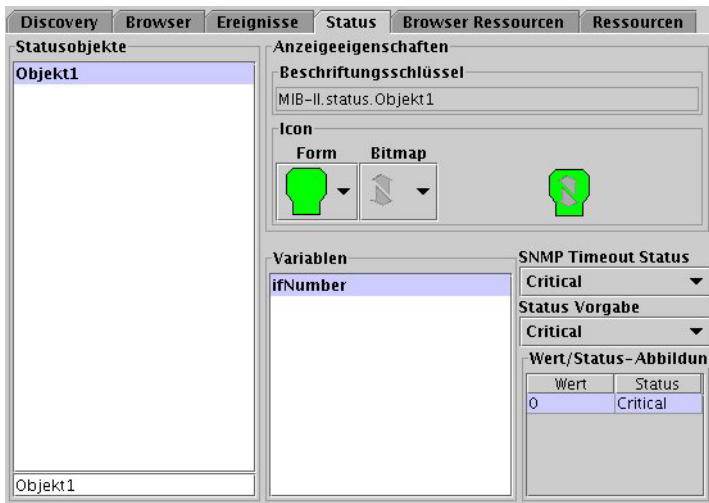 Discovery Browser Ereignisse Status Browser Ressourcen Ressourcen
Statusobjekte
Objekt1
Objekt1
Anzeigeeigenschaften
Beschriftungsschlüssel
MIB-II.status.Objekt1
Icon
Form Bitmap
Variablen
ifNumber
SNMP Timeout Status
Critical
Status Vorgabe
Critical
Wert/Status-Abbildun
Wert Status
0 Critical